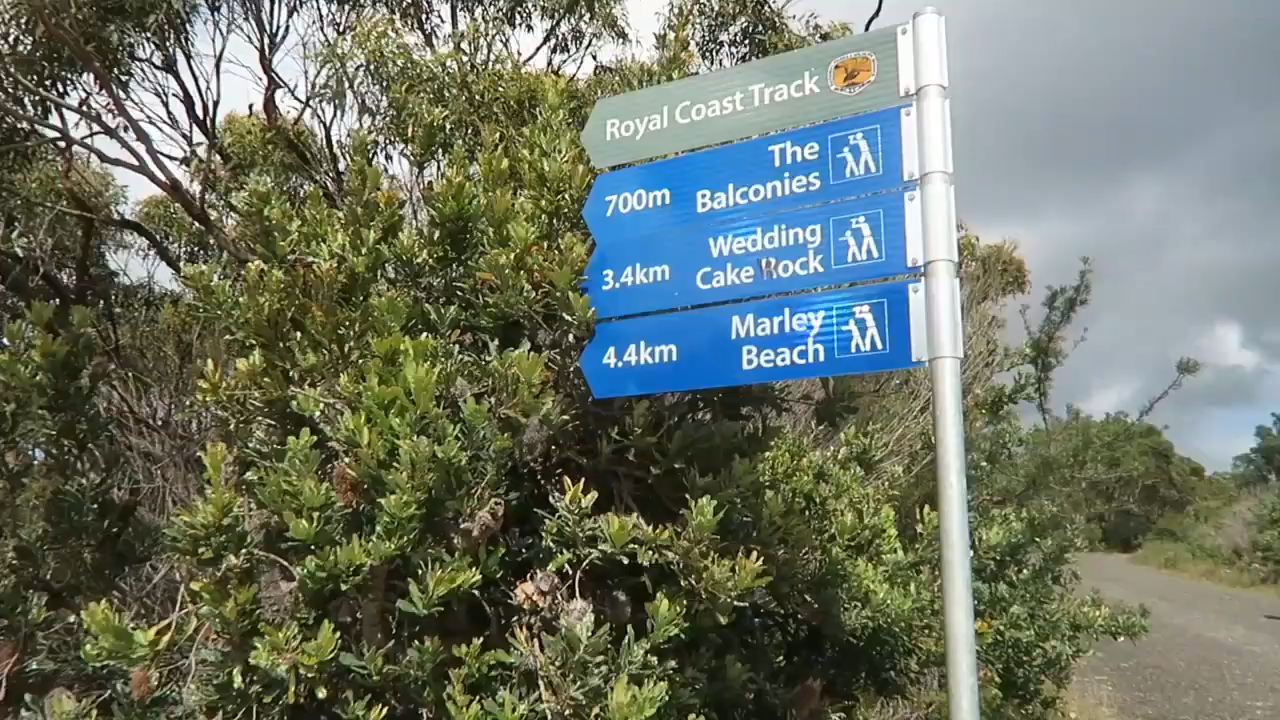 Royal Coast Track
700m The
Balconies
3.4km Wedding
Cake Rock
4.4km Marley
Beach